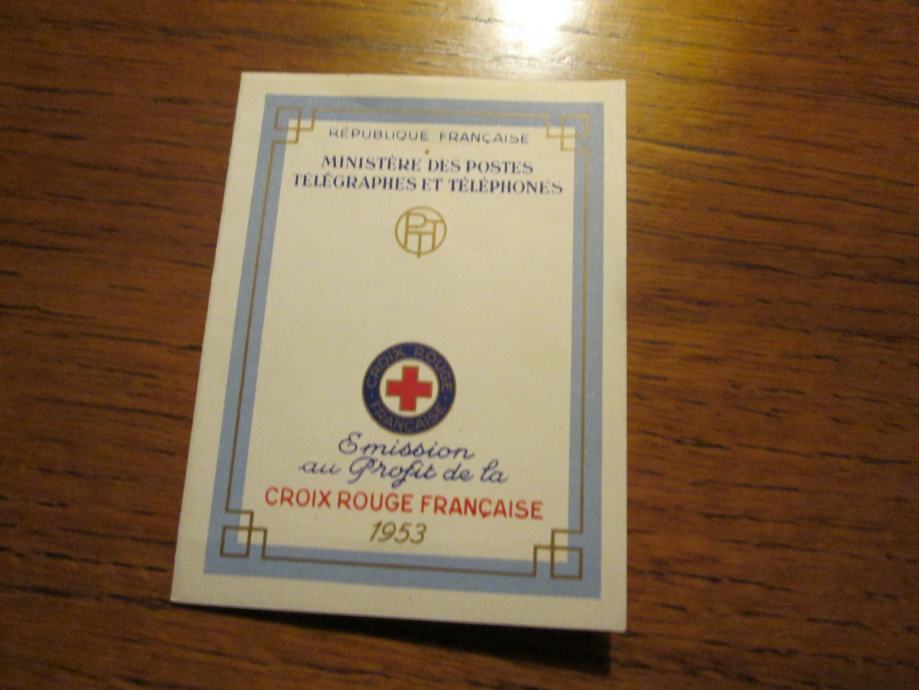 RÉPUBLIQUE FRANÇAISE
MINISTÈRE DES POSTES
TÉLÉGRAPHES ET TÉLÉPHONES
PTT
CROIX ROUGE
FRANÇAISE
Emission
au Profit de la
CROIX ROUGE FRANÇAISE
1953